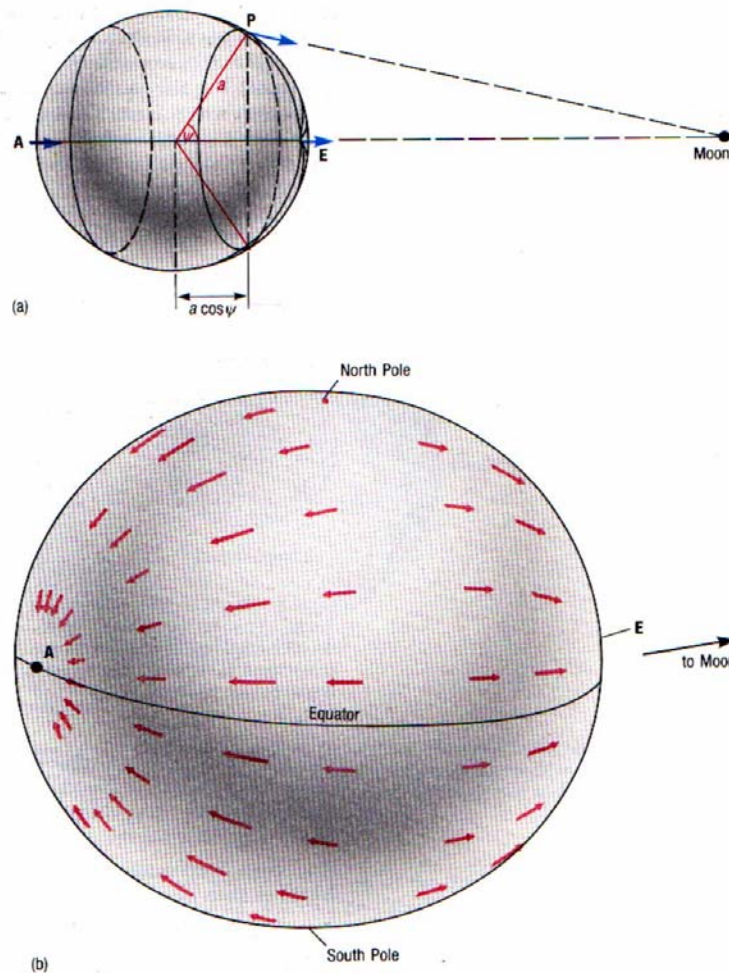 P
a
ψ
A
E
Moon
a cos ψ
(a)
North Pole
A
E
to Moon
Equator
South Pole
(b)